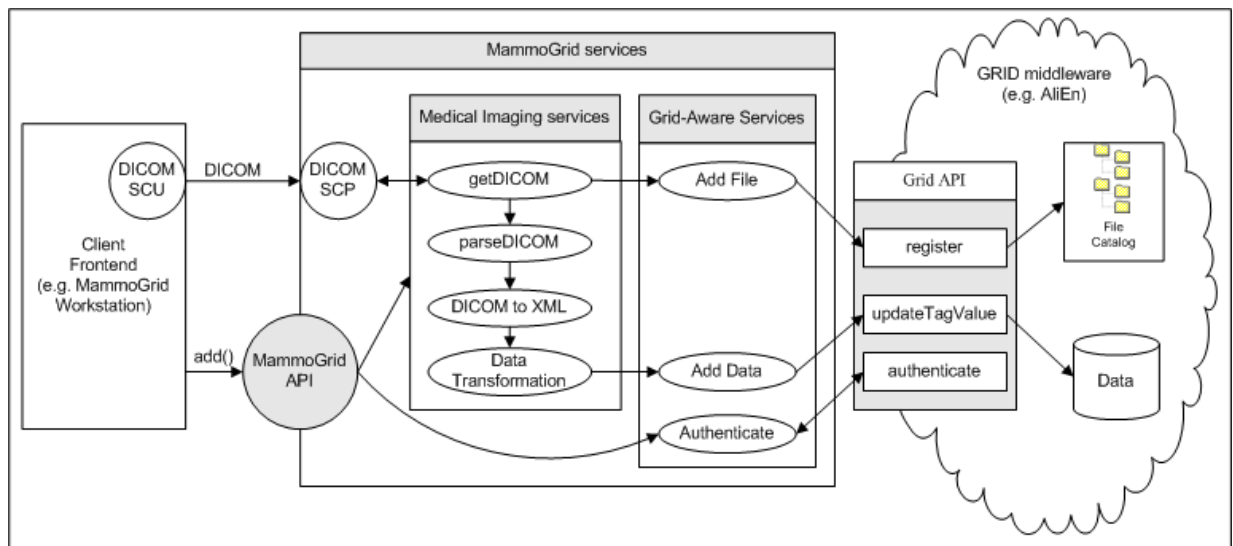 MammoGrid services
GRID middleware
(e.g. AliEn)
Medical Imaging services
Grid-Aware Services
DICOM
SCU
DICOM
DICOM
SCP
getDICOM
Add File
Grid API
File
Catalog
parseDICOM
register
Client
Frontend
(e.g. MammoGrid
Workstation)
DICOM to XML
updateTagValue
add()
MammoGrid
API
Data
Transformation
Add Data
authenticate
Data
Authenticate